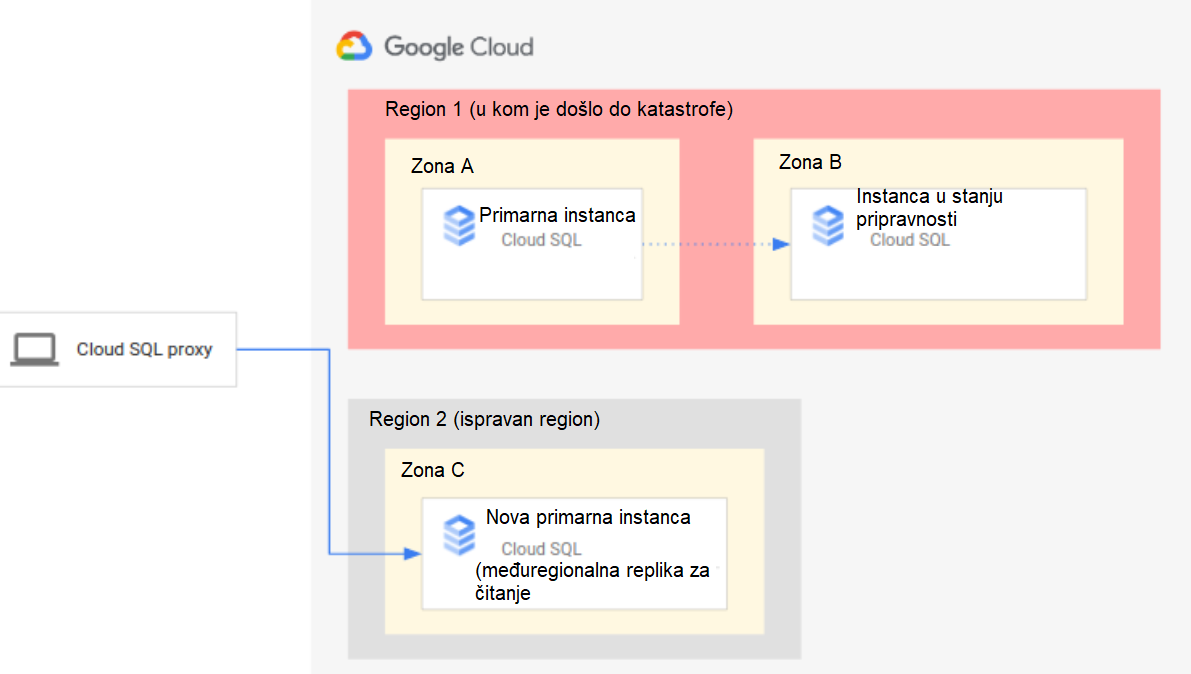 Google Cloud
Region 1 (u kom je došlo do katastrofe)
Zona A
Primarna instanca
Cloud SQL
Zona B
Instanca u stanju
pripravnosti
Cloud SQL
Cloud SQL proxy
Region 2 (ispravan region)
Zona C
Nova primarna instanca
Cloud SQL
(međuregionalna replika za
čitanje